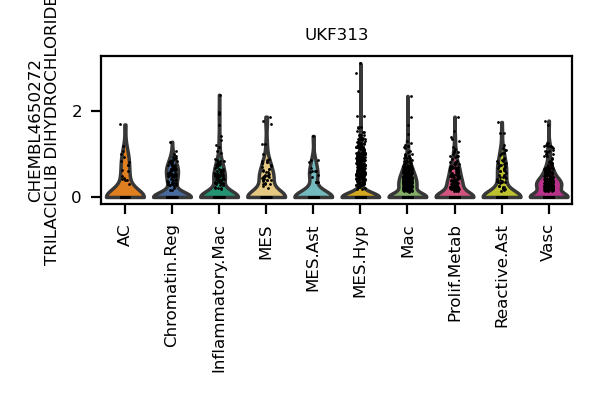 UKF313
CHEMBL4650272
TRILACICLIB DIHYDROCHLORIDE
2
0
AC
Chromatin.Reg
Inflammatory.Mac
MES
MES.Ast
MES.Hyp
Mac
Prolif.Metab
Reactive.Ast
Vasc